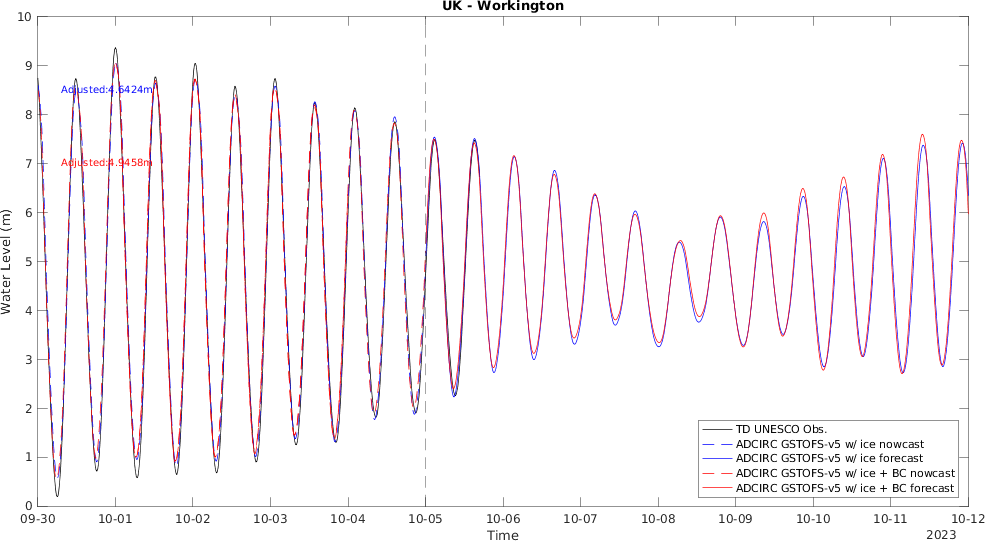 UK - Workington
10
9
8
7
6
5
4
3
2
1
0
Water Level (m)
Adjusted:4.6424m
Adjusted:4.9458m
TD UNESCO Obs.
ADCIRC GSTOFS-v5 w/ ice nowcast
ADCIRC GSTOFS-v5 w/ ice forecast
ADCIRC GSTOFS-v5 w/ ice + BC nowcast
ADCIRC GSTOFS-v5 w/ ice + BC forecast
09-30 10-01 10-02 10-03 10-04 10-05 10-06 10-07 10-08 10-09 10-10 10-11 10-12
Time
2023